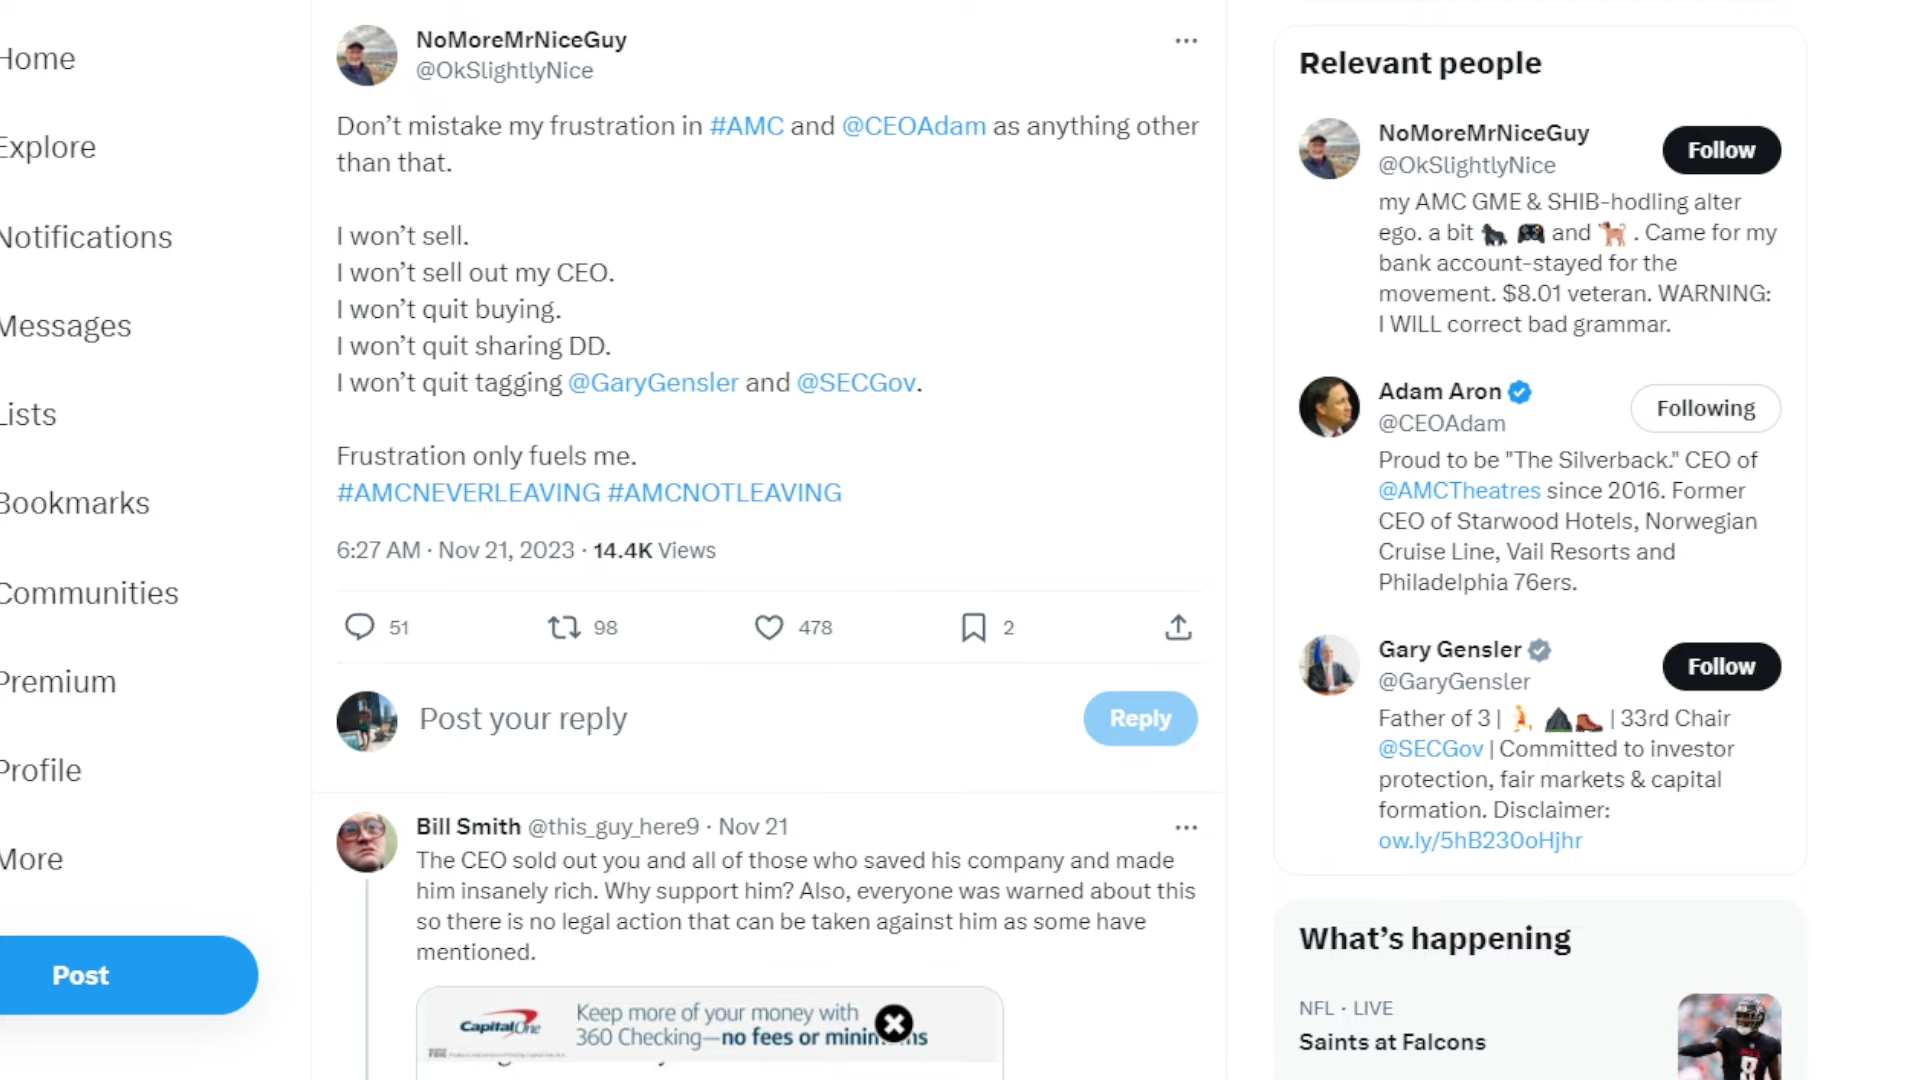 Home
Explore
Notifications
Messages
Lists
Bookmarks
Communities
Premium
Profile
More
Post
NoMoreMrNiceGuy
@OkSlightlyNice
Don’t mistake my frustration in #AMC and @CEOAdam as anything other
than that.
I won’t sell.
I won’t sell out my CEO.
I won’t quit buying.
I won’t quit sharing DD.
I won’t quit tagging @GaryGensler and @SECGov.
Frustration only fuels me.
#AMCNEVERLEAVING #AMCNOTLEAVING
6:27 AM · Nov 21, 2023 · 14.4K Views
51 98 478 2
Post your reply
Reply
Bill Smith @this_guy_here9 · Nov 21
The CEO sold out you and all of those who saved his company and made
him insanely rich. Why support him? Also, everyone was warned about this
so there is no legal action that can be taken against him as some have
mentioned.
CapitalOne
Keep more of your money with
360 Checking—no fees or
Relevant people
NoMoreMrNiceGuy
@OkSlightlyNice
Follow
my AMC GME & SHIB-hodling alter
ego. a bit 🦍 🎮 and 🐕 . Came for my
bank account-stayed for the
movement. $8.01 veteran. WARNING:
I WILL correct bad grammar.
Adam Aron
@CEOAdam
Following
Proud to be "The Silverback." CEO of
@AMCTheatres since 2016. Former
CEO of Starwood Hotels, Norwegian
Cruise Line, Vail Resorts and
Philadelphia 76ers.
Gary Gensler
@GaryGensler
Follow
Father of 3 | 🏃 ⛰️🥾 | 33rd Chair
@SECGov | Committed to investor
protection, fair markets & capital
formation. Disclaimer:
ow.ly/5hB230oHjhr
What’s happening
NFL · LIVE
Saints at Falcons